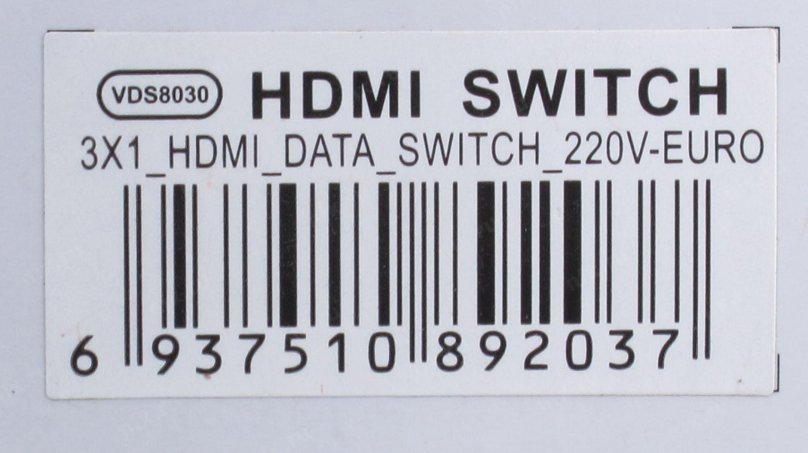 VDS8030 HDMI SWITCH
3X1_HDMI_DATA_SWITCH_220V-EURO
6 937510 892037